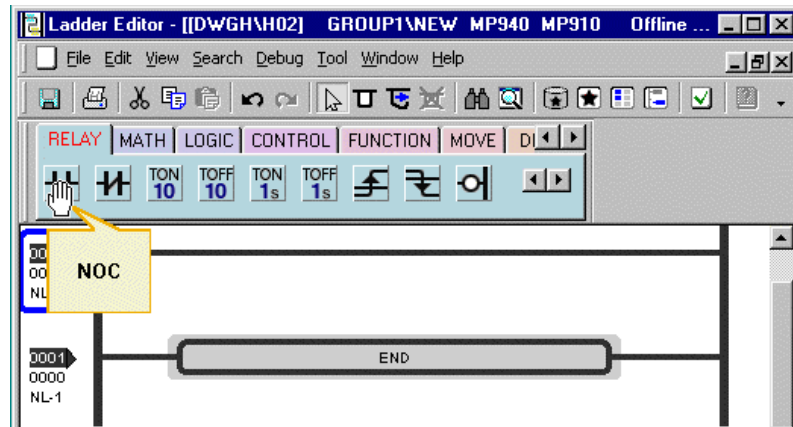 Ladder Editor - [[DWGH\H02] GROUP1\NEW MP940 MP910 Offline ...
File Edit View Search Debug Tool Window Help
RELAY MATH LOGIC CONTROL FUNCTION MOVE
TON 10 TOFF 10 TON 1s TOFF 1s
NOC
NL
END
0001
0000
NL-1